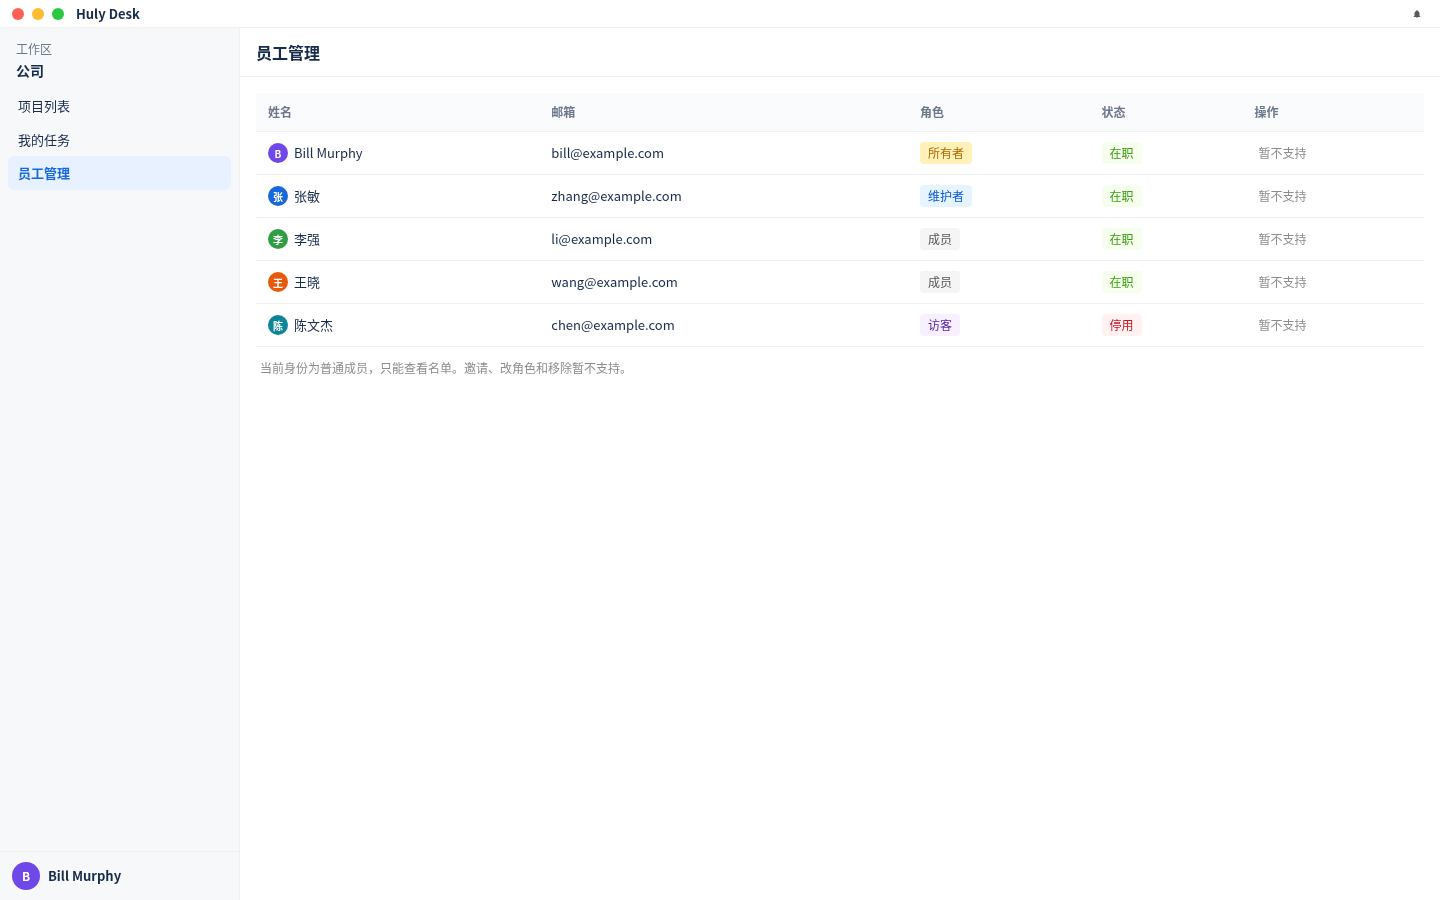 Huly Desk
工作区
公司
项目列表
我的任务
员工管理
B Bill Murphy
员工管理
姓名 邮箱 角色 状态 操作
B Bill Murphy bill@example.com 所有者 在职 暂不支持
张 张敏 zhang@example.com 维护者 在职 暂不支持
李 李强 li@example.com 成员 在职 暂不支持
王 王晓 wang@example.com 成员 在职 暂不支持
陈 陈文杰 chen@example.com 访客 停用 暂不支持
当前身份为普通成员，只能查看名单。邀请、改角色和移除暂不支持。